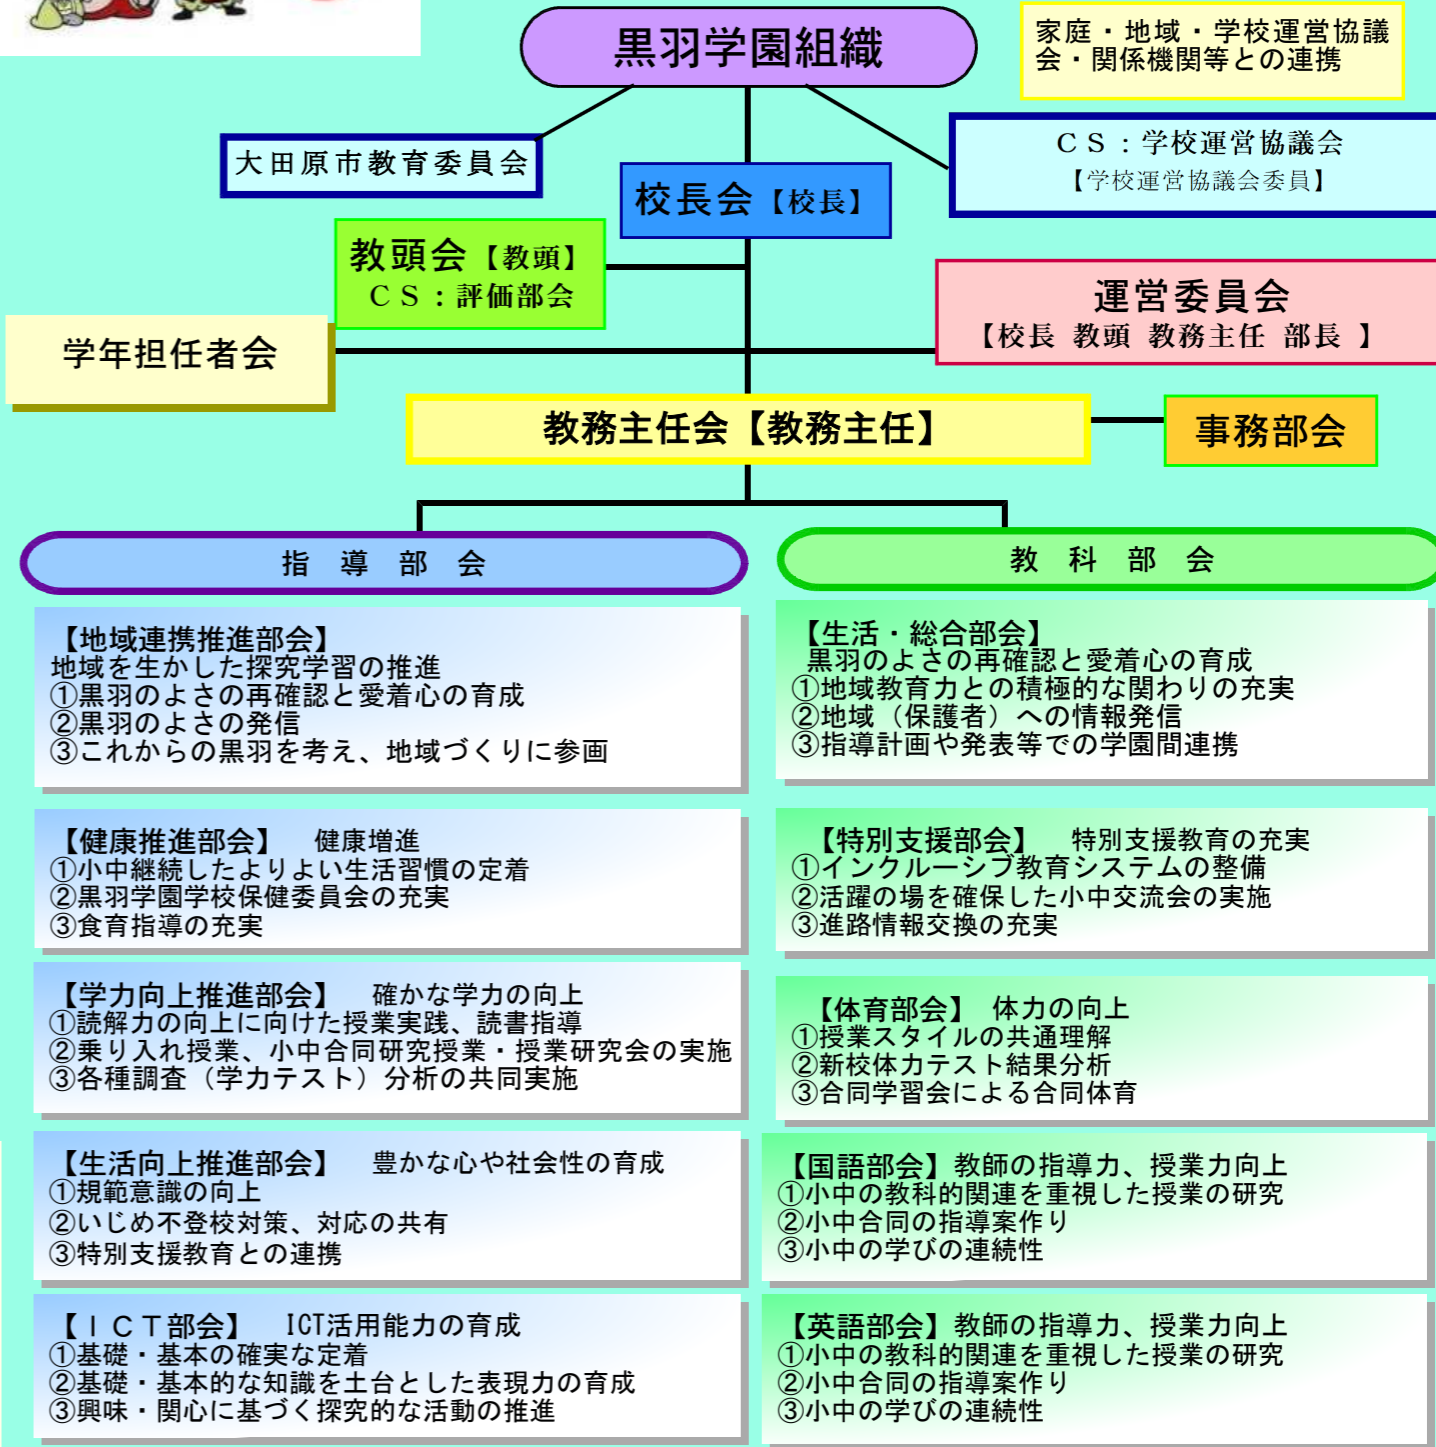 黒羽学園組織
家庭・地域・学校運営協議
会・関係機関等との連携
大田原市教育委員会
ＣＳ：学校運営協議会
【学校運営協議会委員】
校長会【校長】
教頭会【教頭】
ＣＳ：評価部会
運営委員会
【校長 教頭 教務主任 部長 】
学年担任者会
教務主任会【教務主任】
事務部会
指　導　部　会
【地域連携推進部会】
地域を生かした探究学習の推進
①黒羽のよさの再確認と愛着心の育成
②黒羽のよさの発信
③これからの黒羽を考え、地域づくりに参画
【健康推進部会】　健康増進
①小中継続したよりよい生活習慣の定着
②黒羽学園学校保健委員会の充実
③食育指導の充実
【学力向上推進部会】　確かな学力の向上
①読解力の向上に向けた授業実践、読書指導
②乗り入れ授業、小中合同研究授業・授業研究会の実施
③各種調査（学力テスト）分析の共同実施
【生活向上推進部会】　豊かな心や社会性の育成
①規範意識の向上
②いじめ不登校対策、対応の共有
③特別支援教育との連携
【ＩＣＴ部会】　ICT活用能力の育成
①基礎・基本の確実な定着
②基礎・基本的な知識を土台とした表現力の育成
③興味・関心に基づく探究的な活動の推進
教　科　部　会
【生活・総合部会】
黒羽のよさの再確認と愛着心の育成
①地域教育力との積極的な関わりの充実
②地域（保護者）への情報発信
③指導計画や発表等での学園間連携
【特別支援部会】　特別支援教育の充実
①インクルーシブ教育システムの整備
②活躍の場を確保した小中交流会の実施
③進路情報交換の充実
【体育部会】　体力の向上
①授業スタイルの共通理解
②新校体力テスト結果分析
③合同学習会による合同体育
【国語部会】教師の指導力、授業力向上
①小中の教科的関連を重視した授業の研究
②小中合同の指導案作り
③小中の学びの連続性
【英語部会】教師の指導力、授業力向上
①小中の教科的関連を重視した授業の研究
②小中合同の指導案作り
③小中の学びの連続性